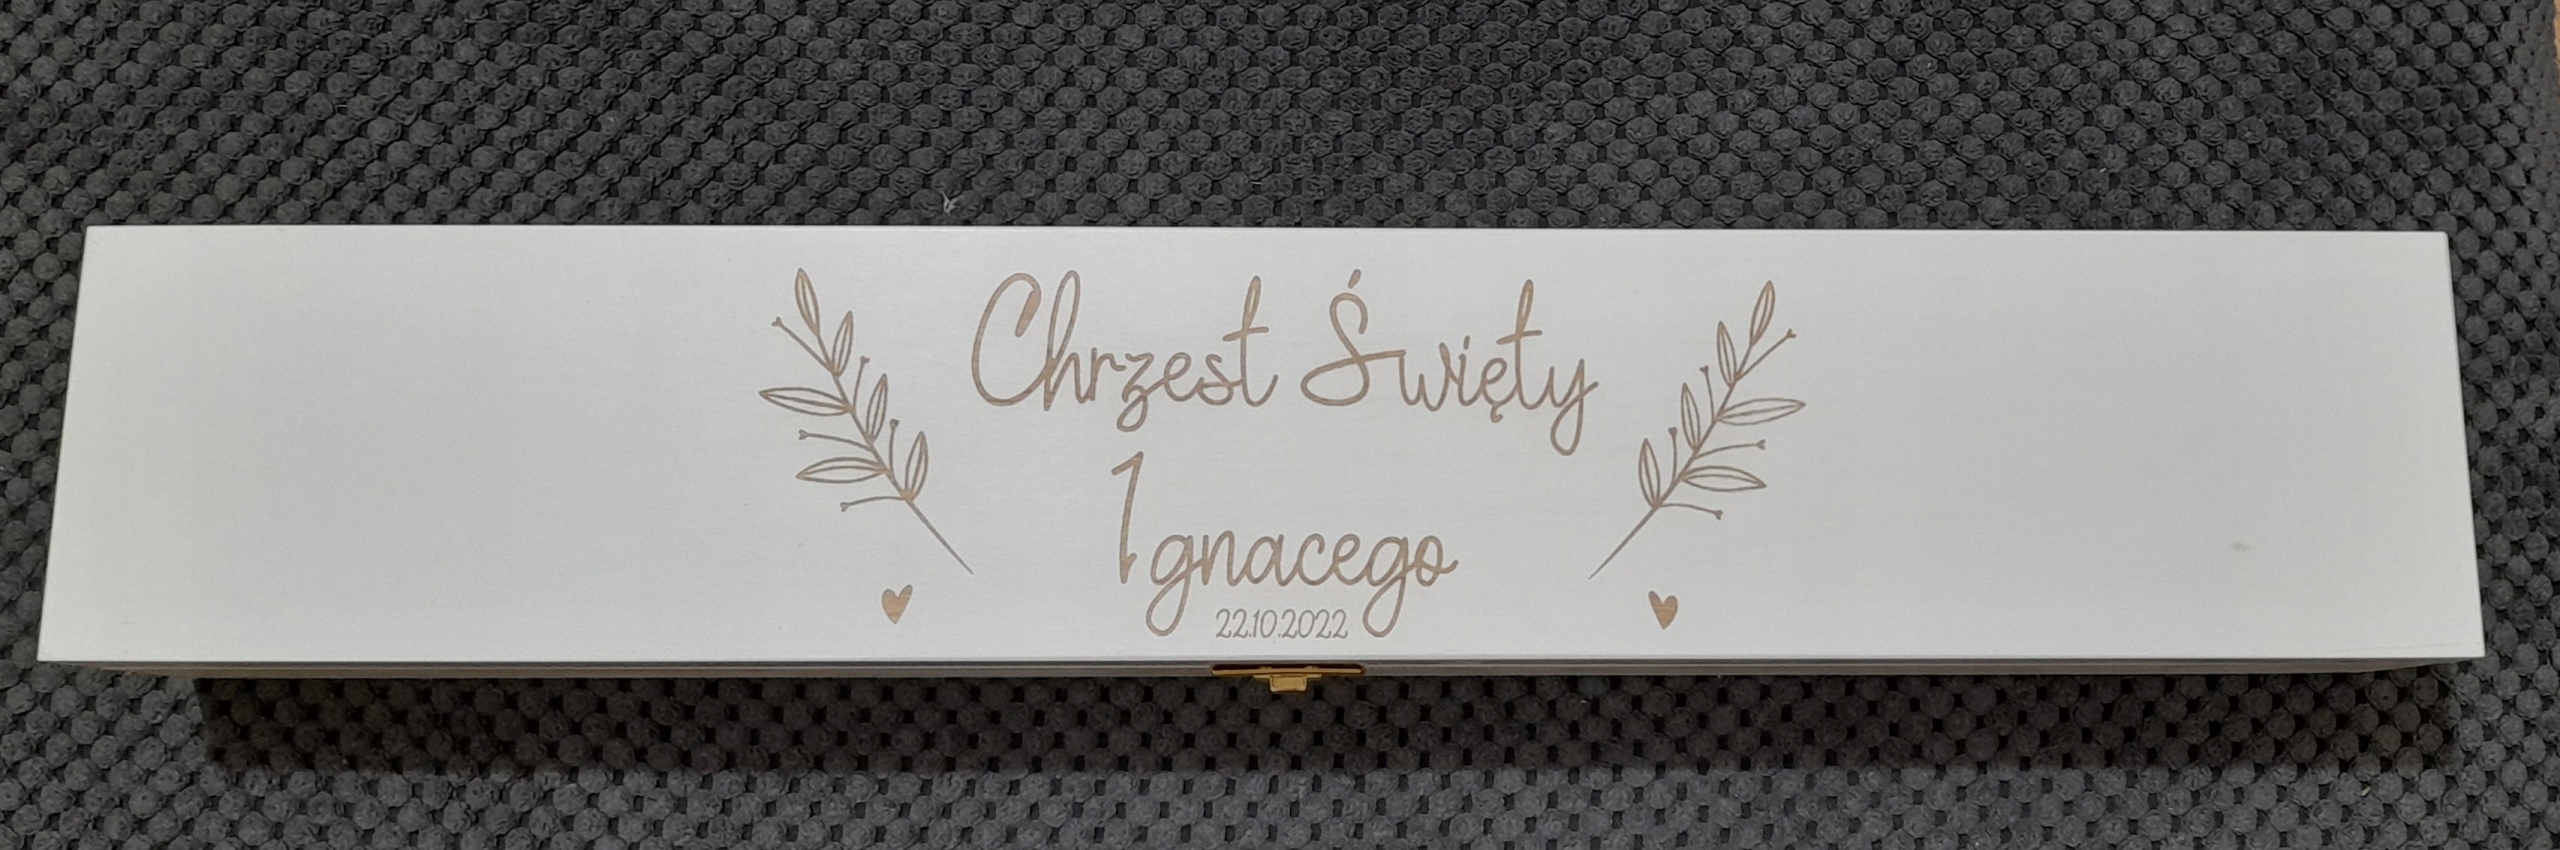 Chrzest Święty
Ignacego
22.10.2022